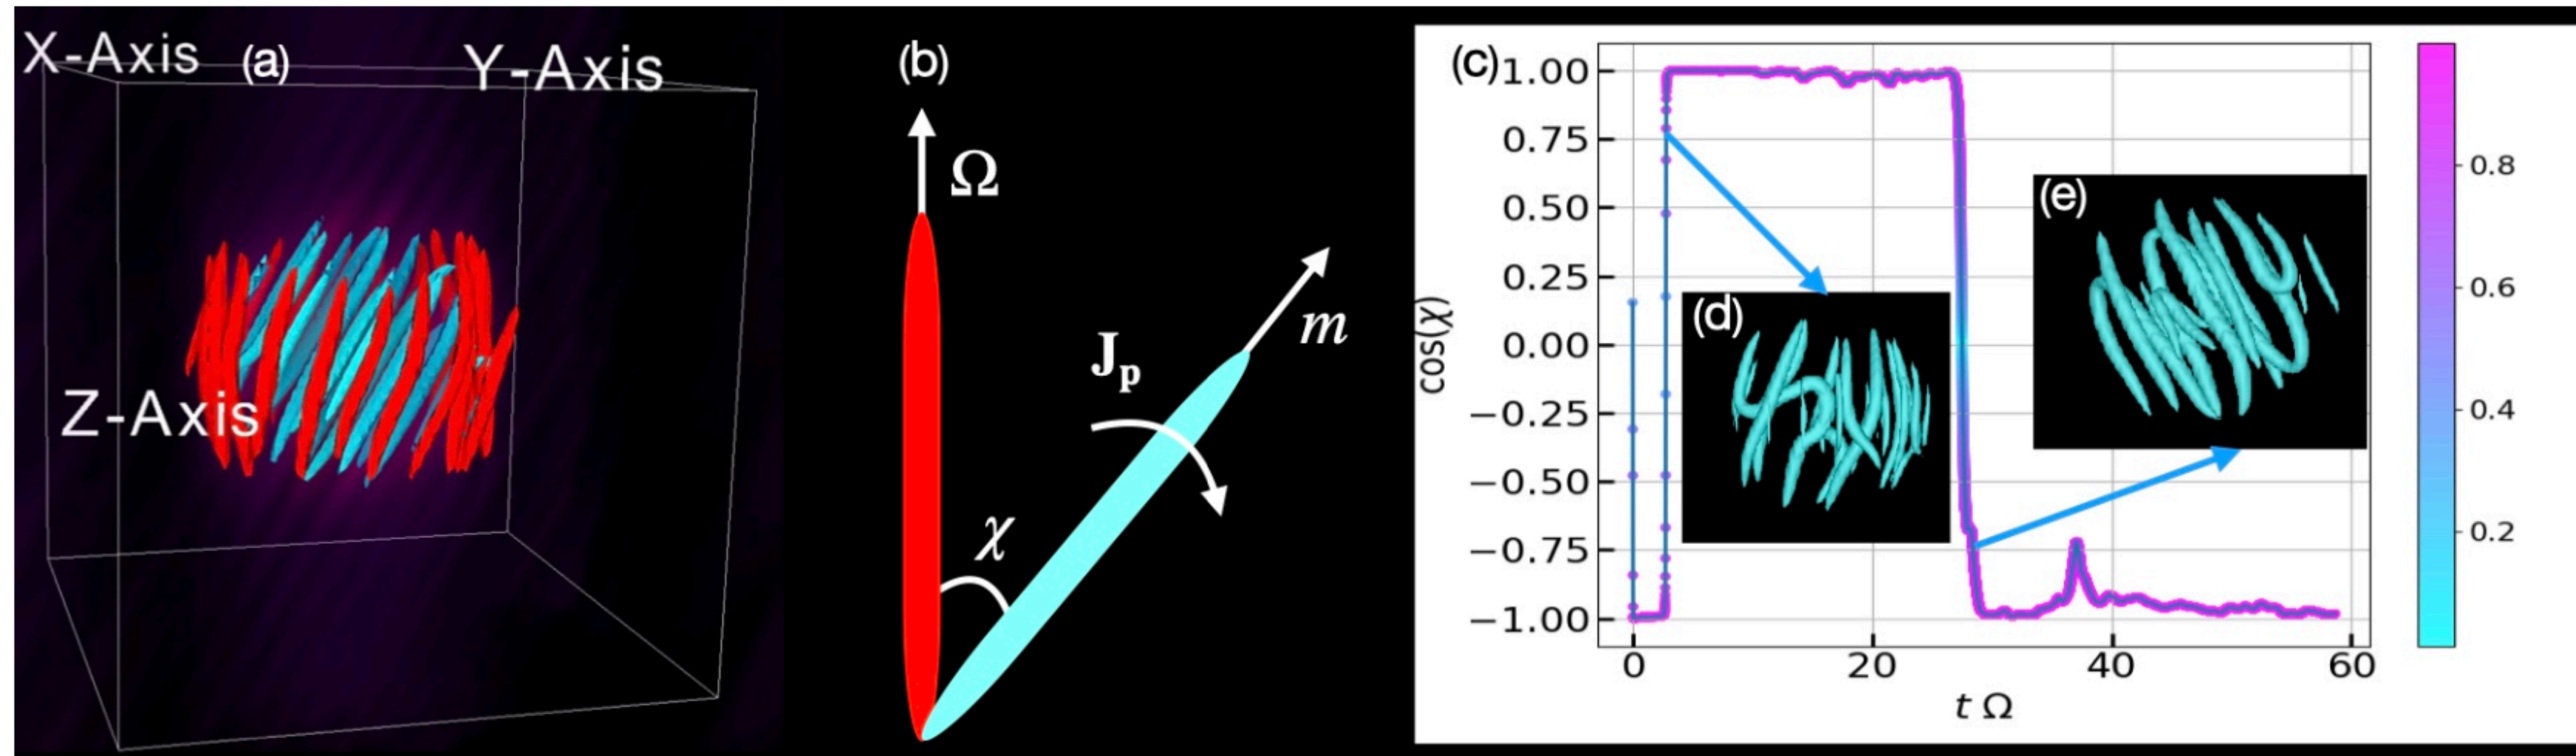 X-Axis
(a)
Y-Axis
Z-Axis
(b)
Ω
m
Jp
χ
(c)
1.00
0.75
0.50
0.25
0.00
−0.25
−0.50
−0.75
−1.00
cos(χ)
0
20
40
60
t Ω
(d)
(e)
0.8
0.6
0.4
0.2